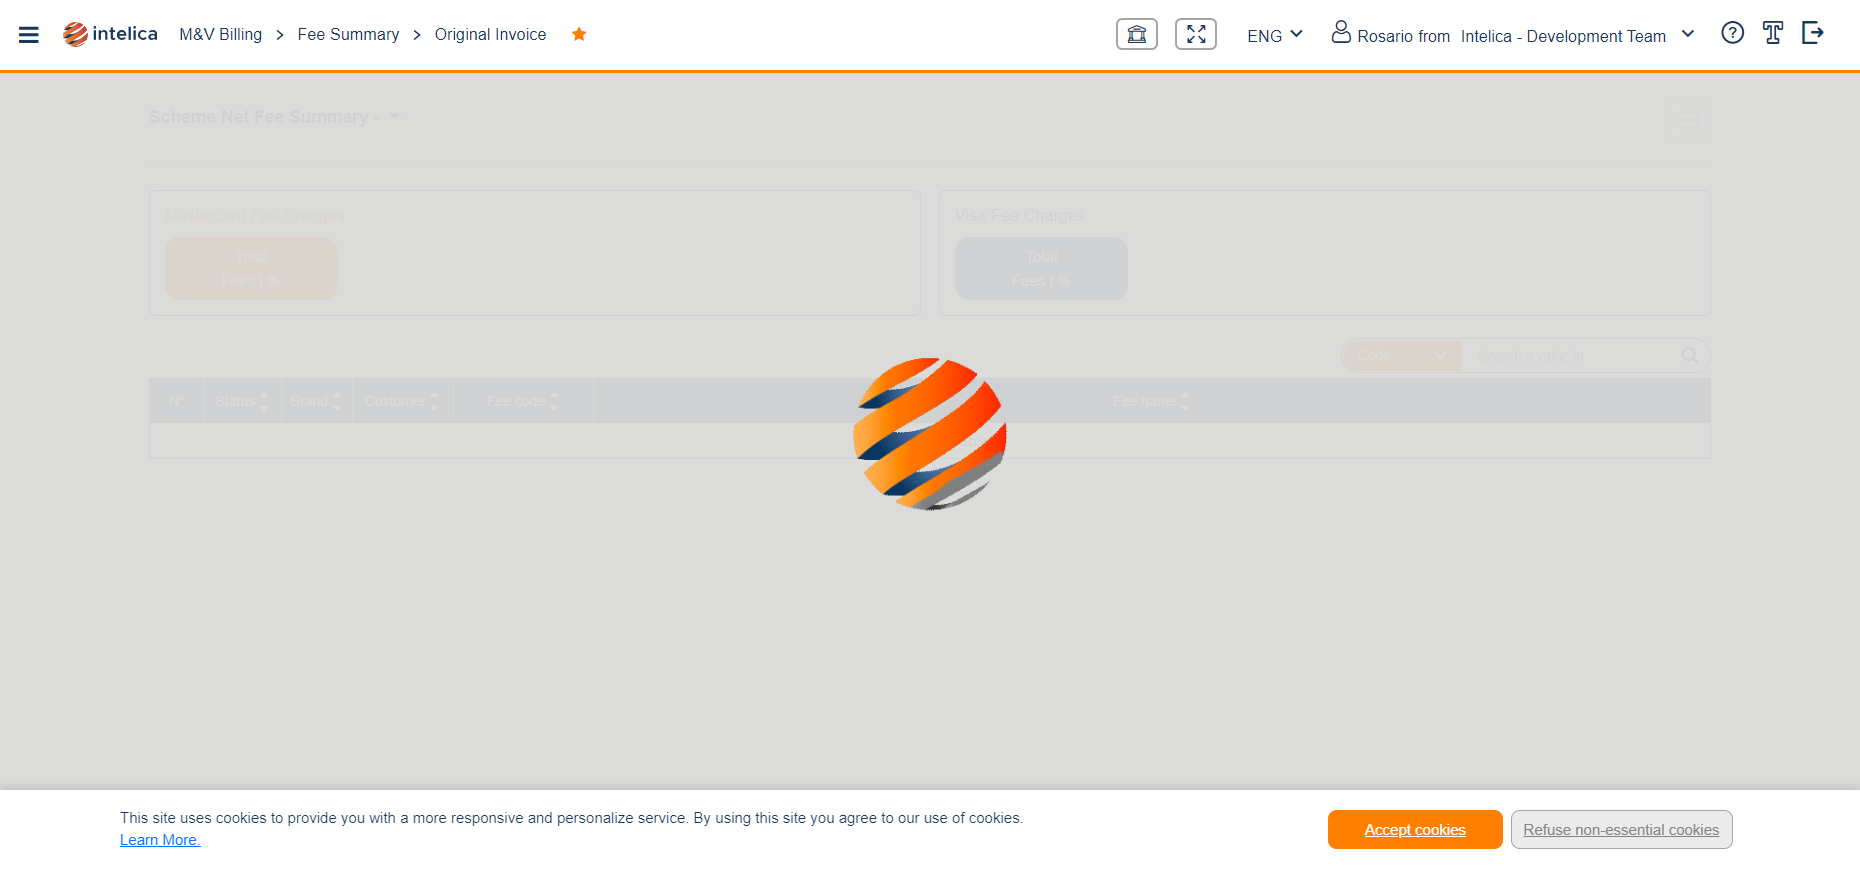 intelica M&V Billing > Fee Summary > Original Invoice ENG Rosario from Intelica - Development Team
Scheme Net Fee Summary -
Mastercard Fee Charges
Total
Fees | %
Visa Fee Charges
Total
Fees | %
Code Search a value in
N° Status Brand Customer Fee code Fee name
This site uses cookies to provide you with a more responsive and personalize service. By using this site you agree to our use of cookies.
Learn More.
Accept cookies Refuse non-essential cookies